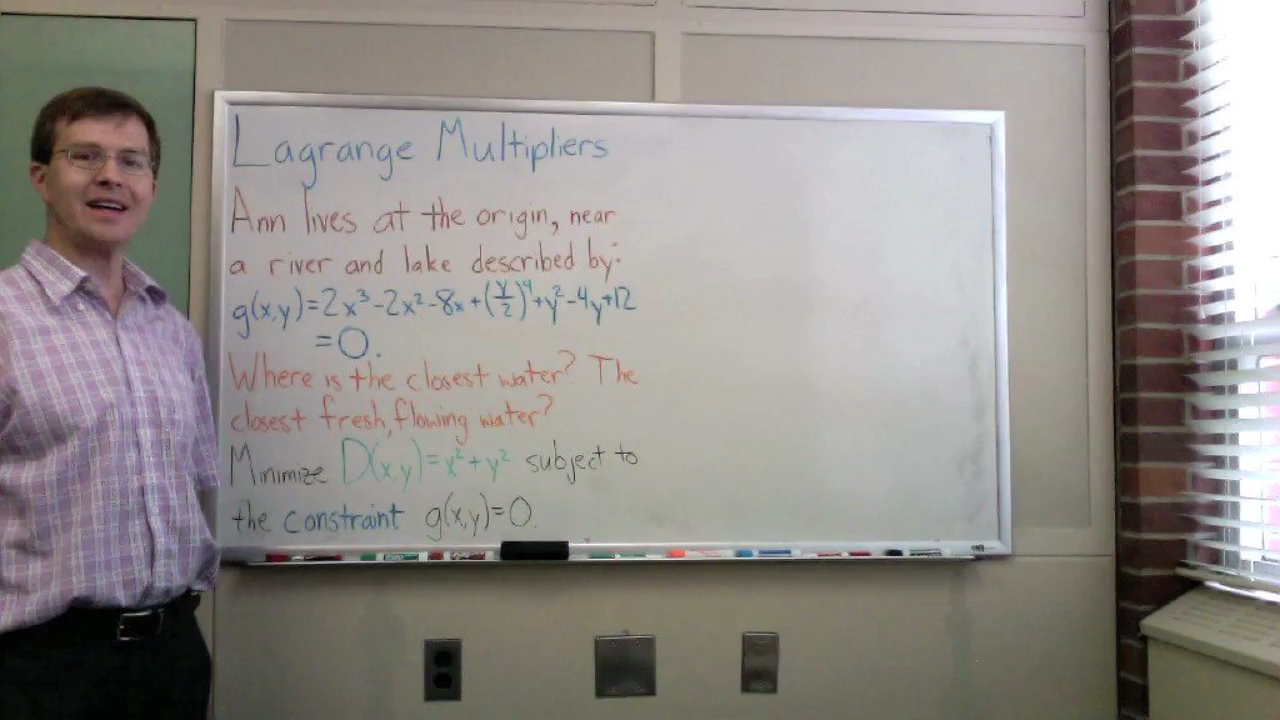 Lagrange Multipliers
Ann lives at the origin, near
a river and lake described by:
g(x,y)=2x³-2x²-8x+(y/2)⁴+y²-4y+12
=0.
Where is the closest water? The
closest fresh, flowing water?
Minimize D(x,y)=x²+y² subject to
the constraint g(x,y)=0.